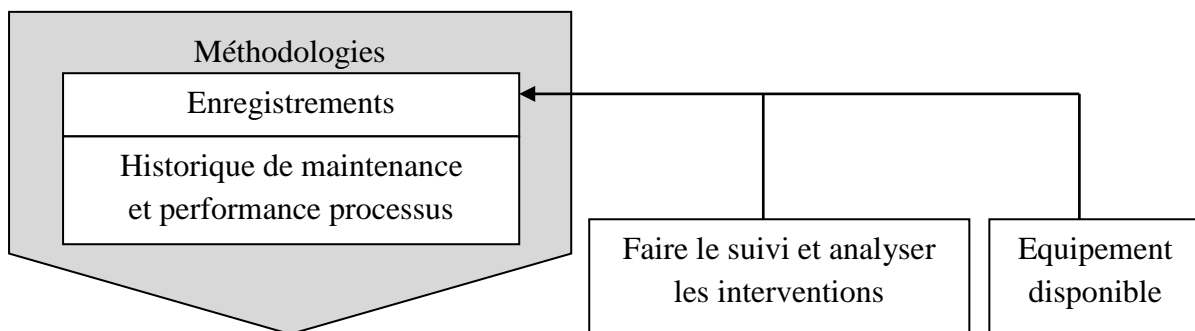 Méthodologies
Enregistrements
Historique de maintenance
et performance processus
Faire le suivi et analyser
les interventions
Equipement
disponible